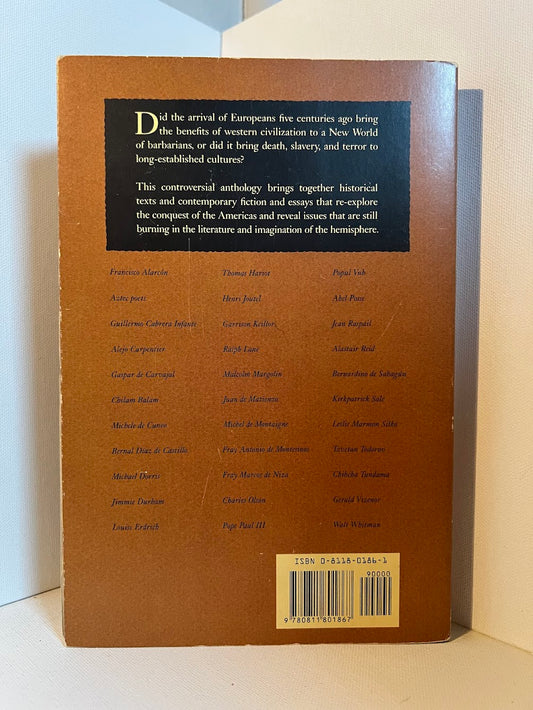 Did the arrival of Europeans five centuries ago bring
the benefits of western civilization to a New World
of barbarians, or did it bring death, slavery, and terror to
long-established cultures?
This controversial anthology brings together historical
texts and contemporary fiction and essays that re-explore
the conquest of the Americas and reveal issues that are still
burning in the literature and imagination of the hemisphere.
Francisco Alarcón
Aztec poets
Guillermo Cabrera Infante
Alejo Carpentier
Gaspar de Carvajal
Chilam Balam
Michele de Cuneo
Bernal Díaz de Castillo
Michael Dorris
Jimmie Durham
Louise Erdrich
Thomas Hariot
Henri Joutel
Garrison Keillor
Ralph Lane
Malcolm Margolin
Juan de Matienzo
Michel de Montaigne
Fray Antonio de Montesinos
Fray Marcos de Niza
Charles Olson
Pope Paul III
Popul Vuh
Abel Posse
Jean Raspail
Alastair Reid
Bernardino de Sahagún
Kirkpatrick Sale
Leslie Marmon Silko
Tzvetan Todorov
Chibcha Tundama
Gerald Vizenor
Walt Whitman
ISBN 0-8118-0186-1
90000
9 780811 801867